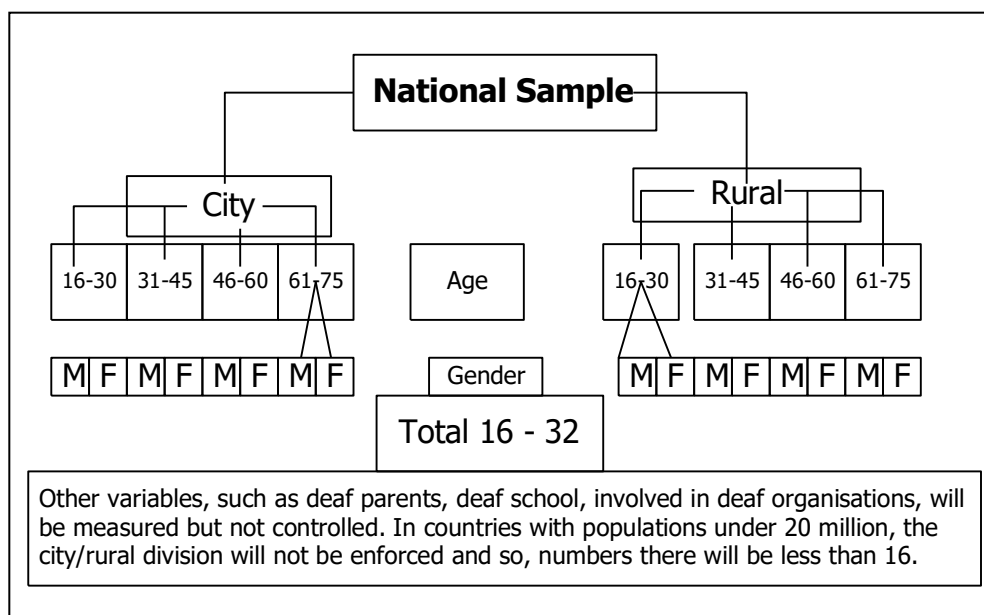 National Sample
City
Rural
16-30 31-45 46-60 61-75
Age
16-30 31-45 46-60 61-75
M F M F M F M F
Gender
M F M F M F M F
Total 16 - 32
Other variables, such as deaf parents, deaf school, involved in deaf organisations, will
be measured but not controlled. In countries with populations under 20 million, the
city/rural division will not be enforced and so, numbers there will be less than 16.